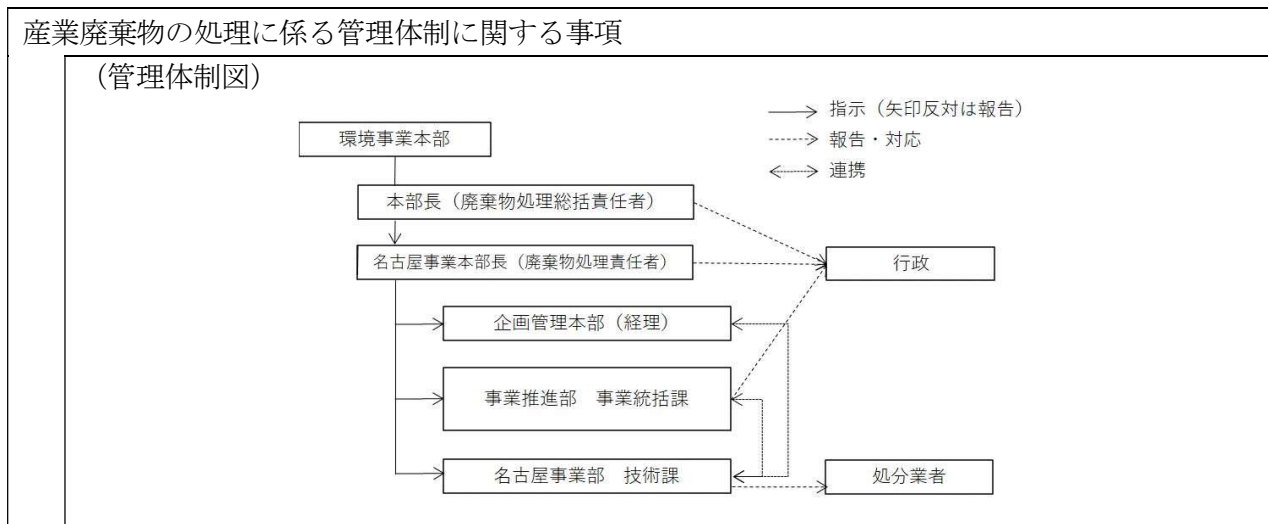 産業廃棄物の処理に係る管理体制に関する事項
（管理体制図）
指示（矢印反対は報告）
報告・対応
連携
環境事業本部
本部長（廃棄物処理総括責任者）
名古屋事業本部長（廃棄物処理責任者）
行政
企画管理本部（経理）
事業推進部　事業統括課
名古屋事業部　技術課
処分業者